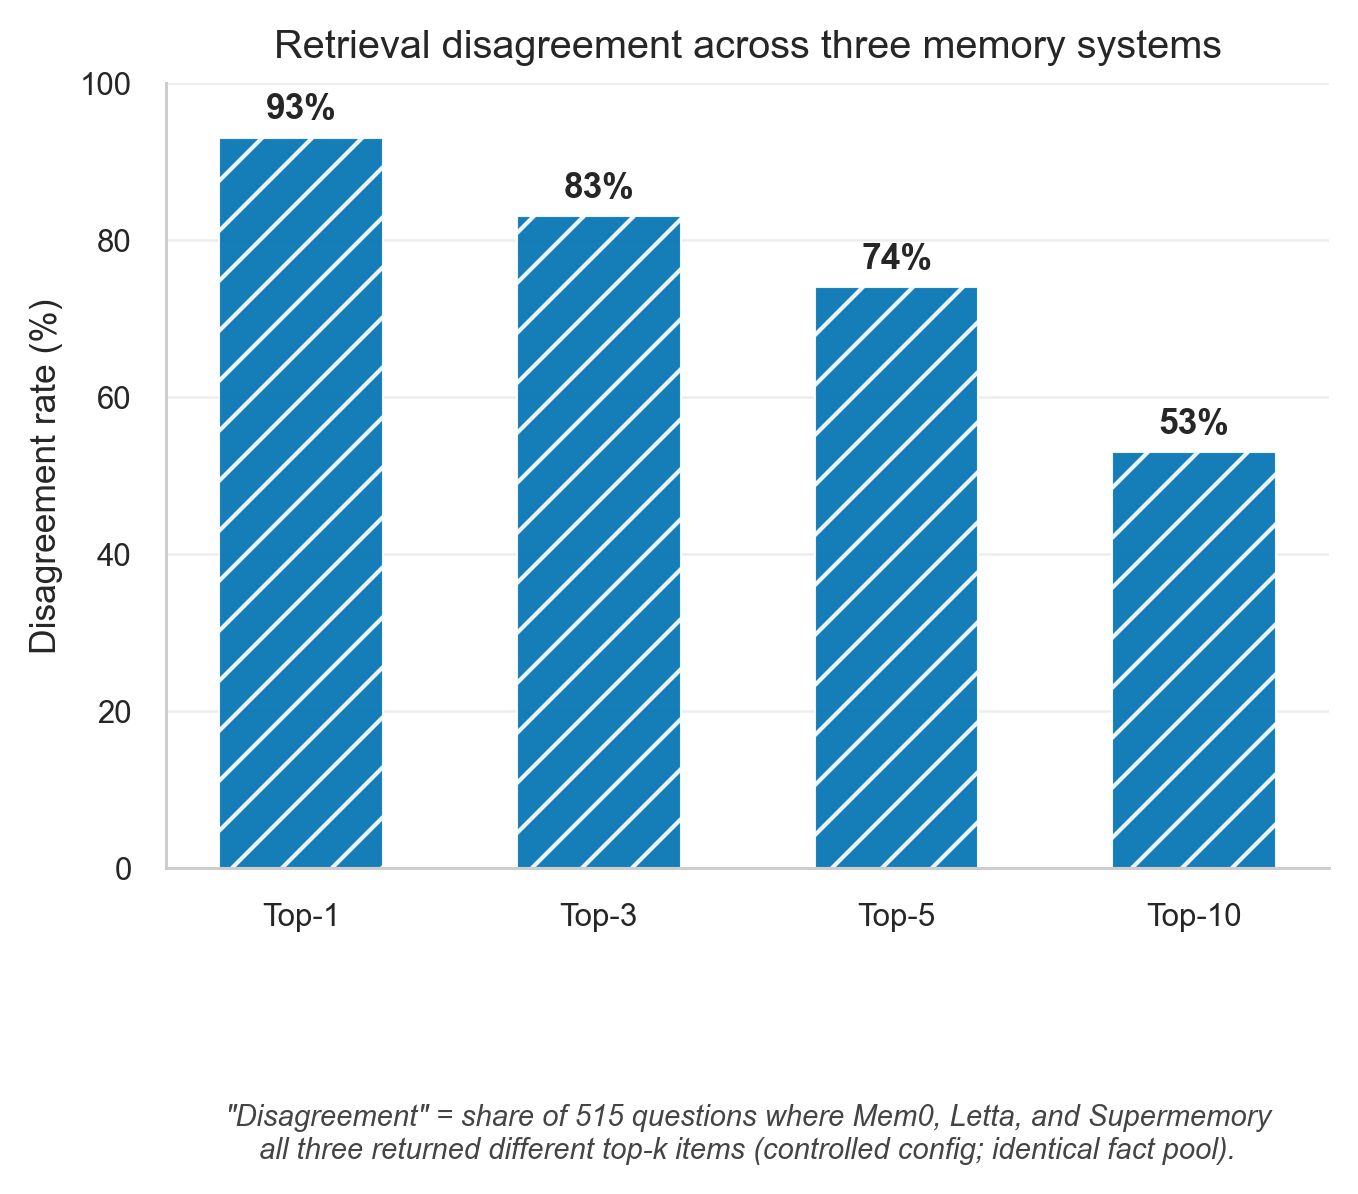 Retrieval disagreement across three memory systems
Disagreement rate (%)
100
80
60
40
20
0
93%
83%
74%
53%
Top-1
Top-3
Top-5
Top-10
"Disagreement" = share of 515 questions where Mem0, Letta, and Supermemory
all three returned different top-k items (controlled config; identical fact pool).